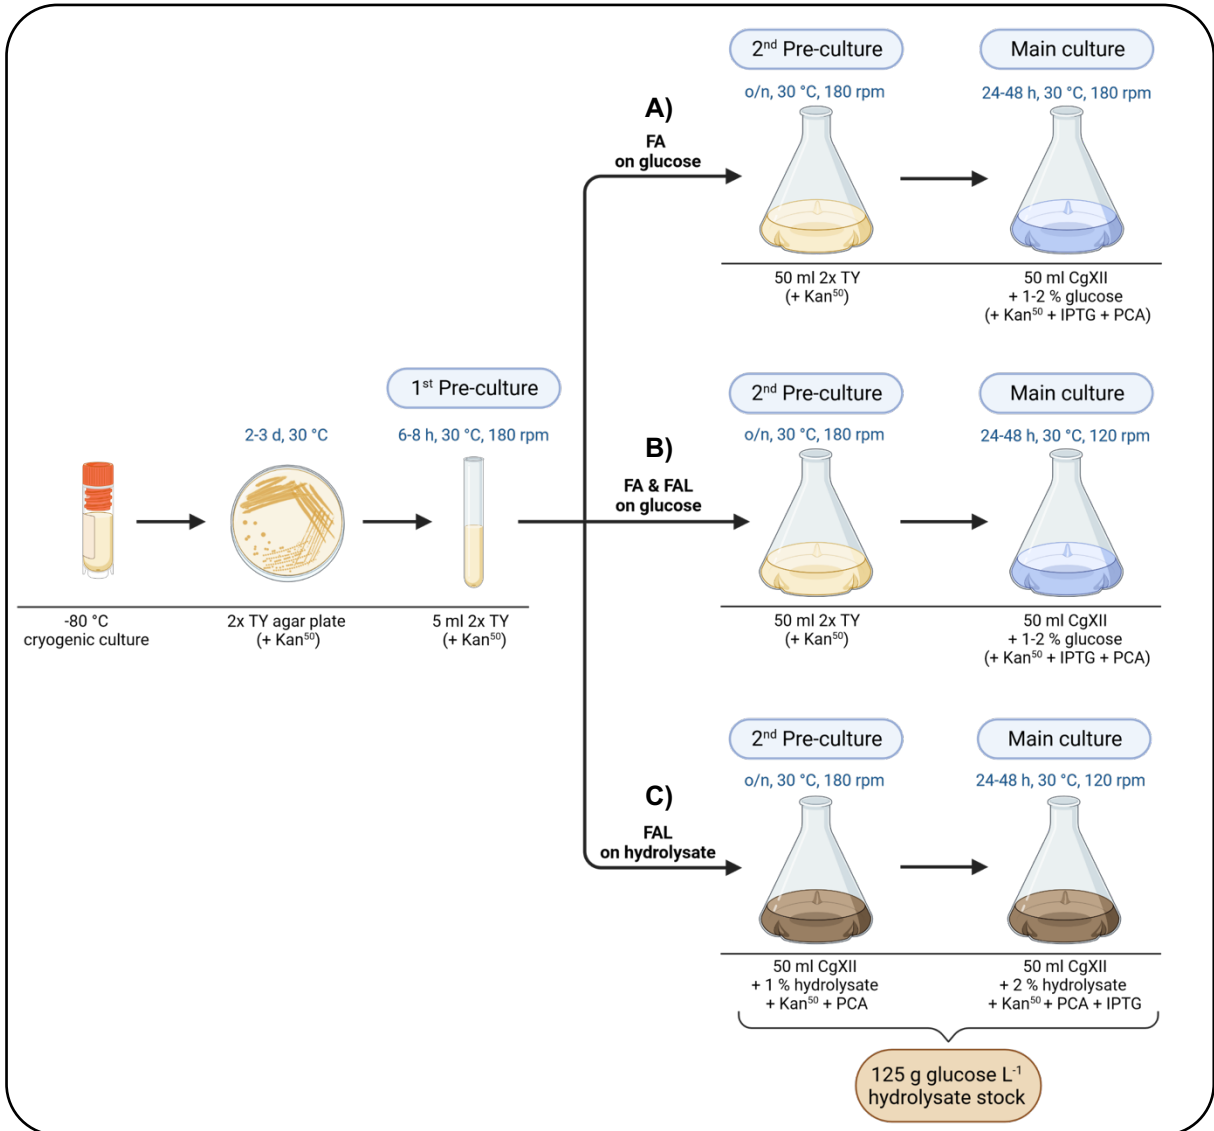 2nd Pre-culture
Main culture
o/n, 30 °C, 180 rpm
24-48 h, 30 °C, 180 rpm
A)
FA
on glucose
50 ml 2x TY
(+ Kan50)
50 ml CgXII
+ 1-2 % glucose
(+ Kan50 + IPTG + PCA)
1st Pre-culture
2-3 d, 30 °C
6-8 h, 30 °C, 180 rpm
-80 °C
cryogenic culture
2x TY agar plate
(+ Kan50)
5 ml 2x TY
(+ Kan50)
2nd Pre-culture
Main culture
o/n, 30 °C, 180 rpm
24-48 h, 30 °C, 120 rpm
B)
FA & FAL
on glucose
50 ml 2x TY
(+ Kan50)
50 ml CgXII
+ 1-2 % glucose
(+ Kan50 + IPTG + PCA)
2nd Pre-culture
Main culture
o/n, 30 °C, 180 rpm
24-48 h, 30 °C, 120 rpm
C)
FAL
on hydrolysate
50 ml CgXII
+ 1 % hydrolysate
+ Kan50 + PCA
50 ml CgXII
+ 2 % hydrolysate
+ Kan50 + PCA + IPTG
125 g glucose L-1
hydrolysate stock